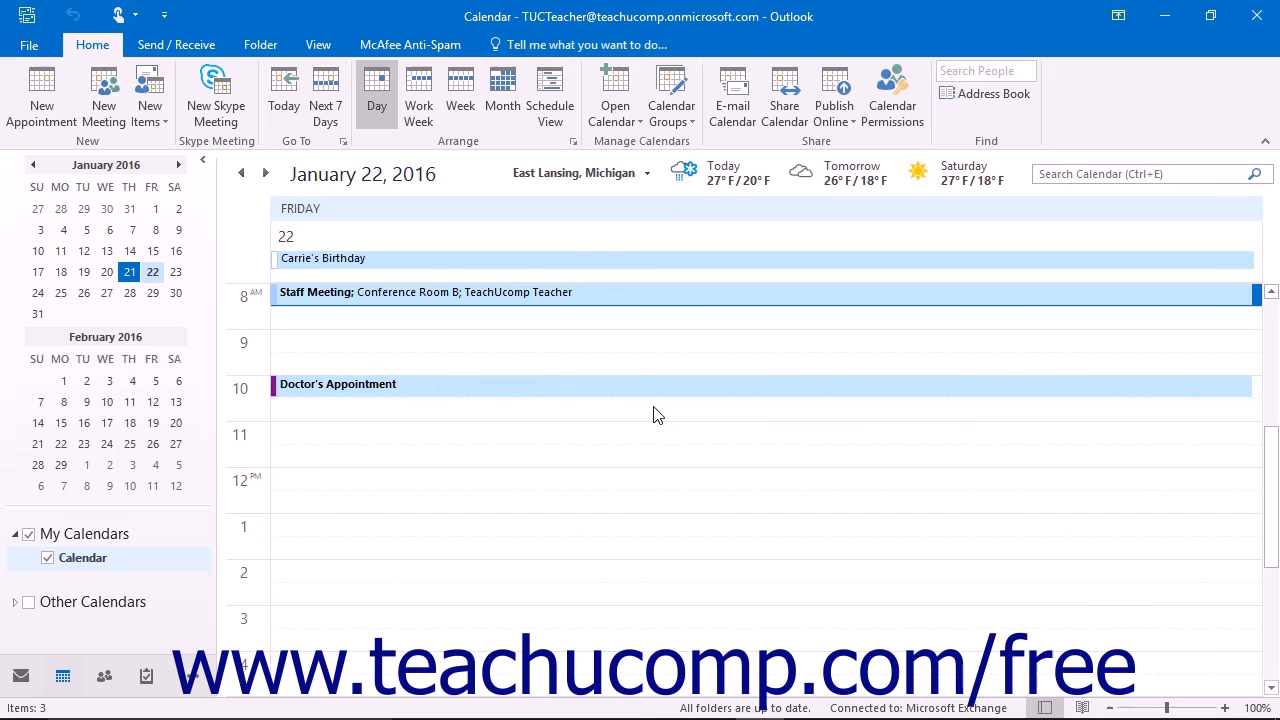 Calendar - TUCTeacher@teachucomp.onmicrosoft.com - Outlook
File Home Send / Receive Folder View McAfee Anti-Spam Tell me what you want to do...
New Appointment
New Meeting
New Items
New Skype Meeting
Today
Next 7 Days
Day
Work Week
Week
Month
Schedule View
Open Calendar
Calendar Groups
E-mail Calendar
Share Calendar
Publish Online
Calendar Permissions
Search People
Address Book
New Skype Meeting Go To Arrange Manage Calendars Share Find
January 2016
SU MO TU WE TH FR SA
27 28 29 30 31 1 2
3 4 5 6 7 8 9
10 11 12 13 14 15 16
17 18 19 20 21 22 23
24 25 26 27 28 29 30
31
February 2016
SU MO TU WE TH FR SA
1 2 3 4 5 6
7 8 9 10 11 12 13
14 15 16 17 18 19 20
21 22 23 24 25 26 27
28 29 1 2 3 4 5
6 7 8 9 10 11 12
My Calendars
Calendar
Other Calendars
January 22, 2016
East Lansing, Michigan
Today
27° F / 20° F
Tomorrow
26° F / 18° F
Saturday
27° F / 18° F
Search Calendar (Ctrl+E)
FRIDAY
22
Carrie's Birthday
8 AM Staff Meeting; Conference Room B; TeachUcomp Teacher
9
10 Doctor's Appointment
11
12 PM
1
2
3
4
www.teachucomp.com/free
Items: 3
All folders are up to date. Connected to: Microsoft Exchange 100%